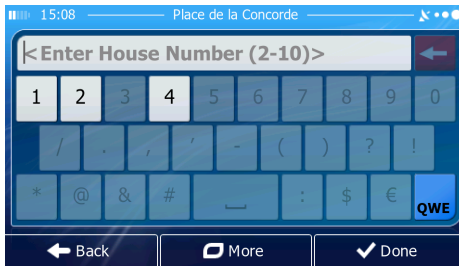 15:08 Place de la Concorde
<Enter House Number (2-10)>
1 2 3 4 5 6 7 8 9 0
/ . , ' - ( ) ? !
* @ & # : $ € QWE
Back More Done